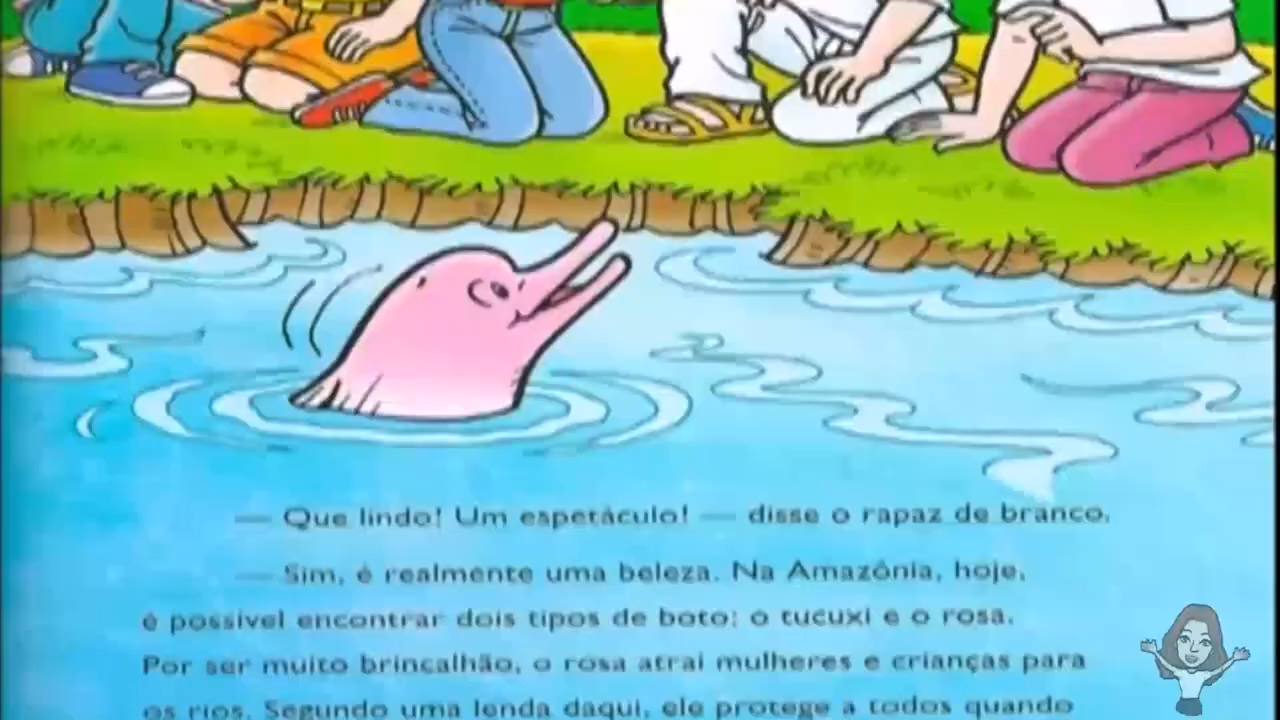 — Que lindo! Um espetáculo! — disse o rapaz de branco.
— Sim, é realmente uma beleza. Na Amazônia, hoje,
é possível encontrar dois tipos de boto: o tucuxi e o rosa.
Por ser muito brincalhão, o rosa atrai mulheres e crianças para
os rios. Segundo uma lenda daqui, ele protege a todos quando